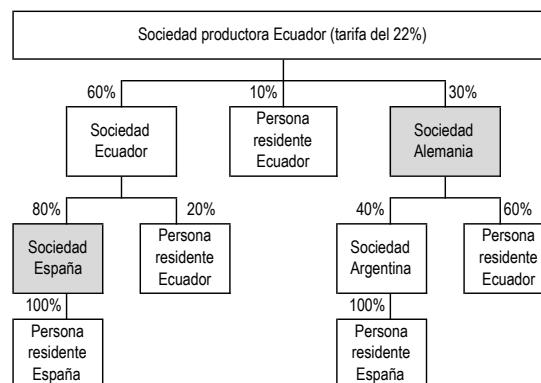 Sociedad productora Ecuador (tarifa del 22%)
60%
10%
30%
Sociedad
Ecuador
Persona
residente
Ecuador
Sociedad
Alemania
80%
20%
40%
60%
Sociedad
España
Persona
residente
Ecuador
Sociedad
Argentina
Persona
residente
Ecuador
100%
100%
Persona
residente
España
Persona
residente
España